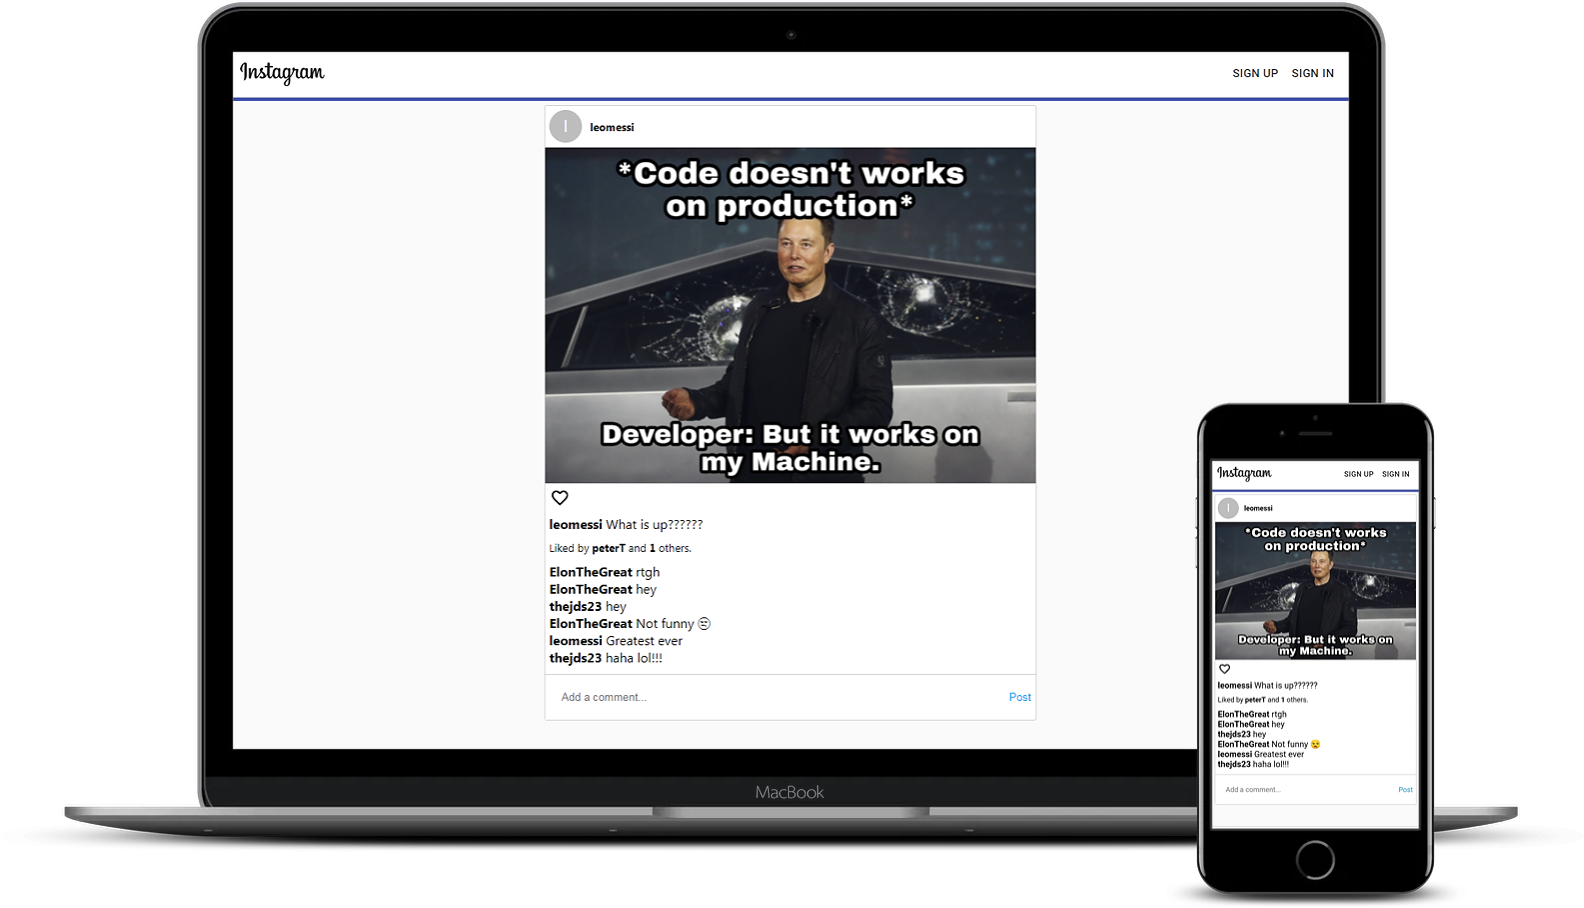 Instagram
SIGN UP SIGN IN
l leomessi
*Code doesn't works
on production*
Developer: But it works on
my Machine.
leomessi What is up??????
Liked by peterT and 1 others.
ElonTheGreat rtgh
ElonTheGreat hey
thejds23 hey
ElonTheGreat Not funny 😒
leomessi Greatest ever
thejds23 haha lol!!!
Add a comment... Post
MacBook
Instagram
SIGN UP SIGN IN
l leomessi
*Code doesn't works
on production*
Developer: But it works on
my Machine.
leomessi What is up??????
Liked by peterT and 1 others.
ElonTheGreat rtgh
ElonTheGreat hey
thejds23 hey
ElonTheGreat Not funny 😒
leomessi Greatest ever
thejds23 haha lol!!!
Add a comment... Post